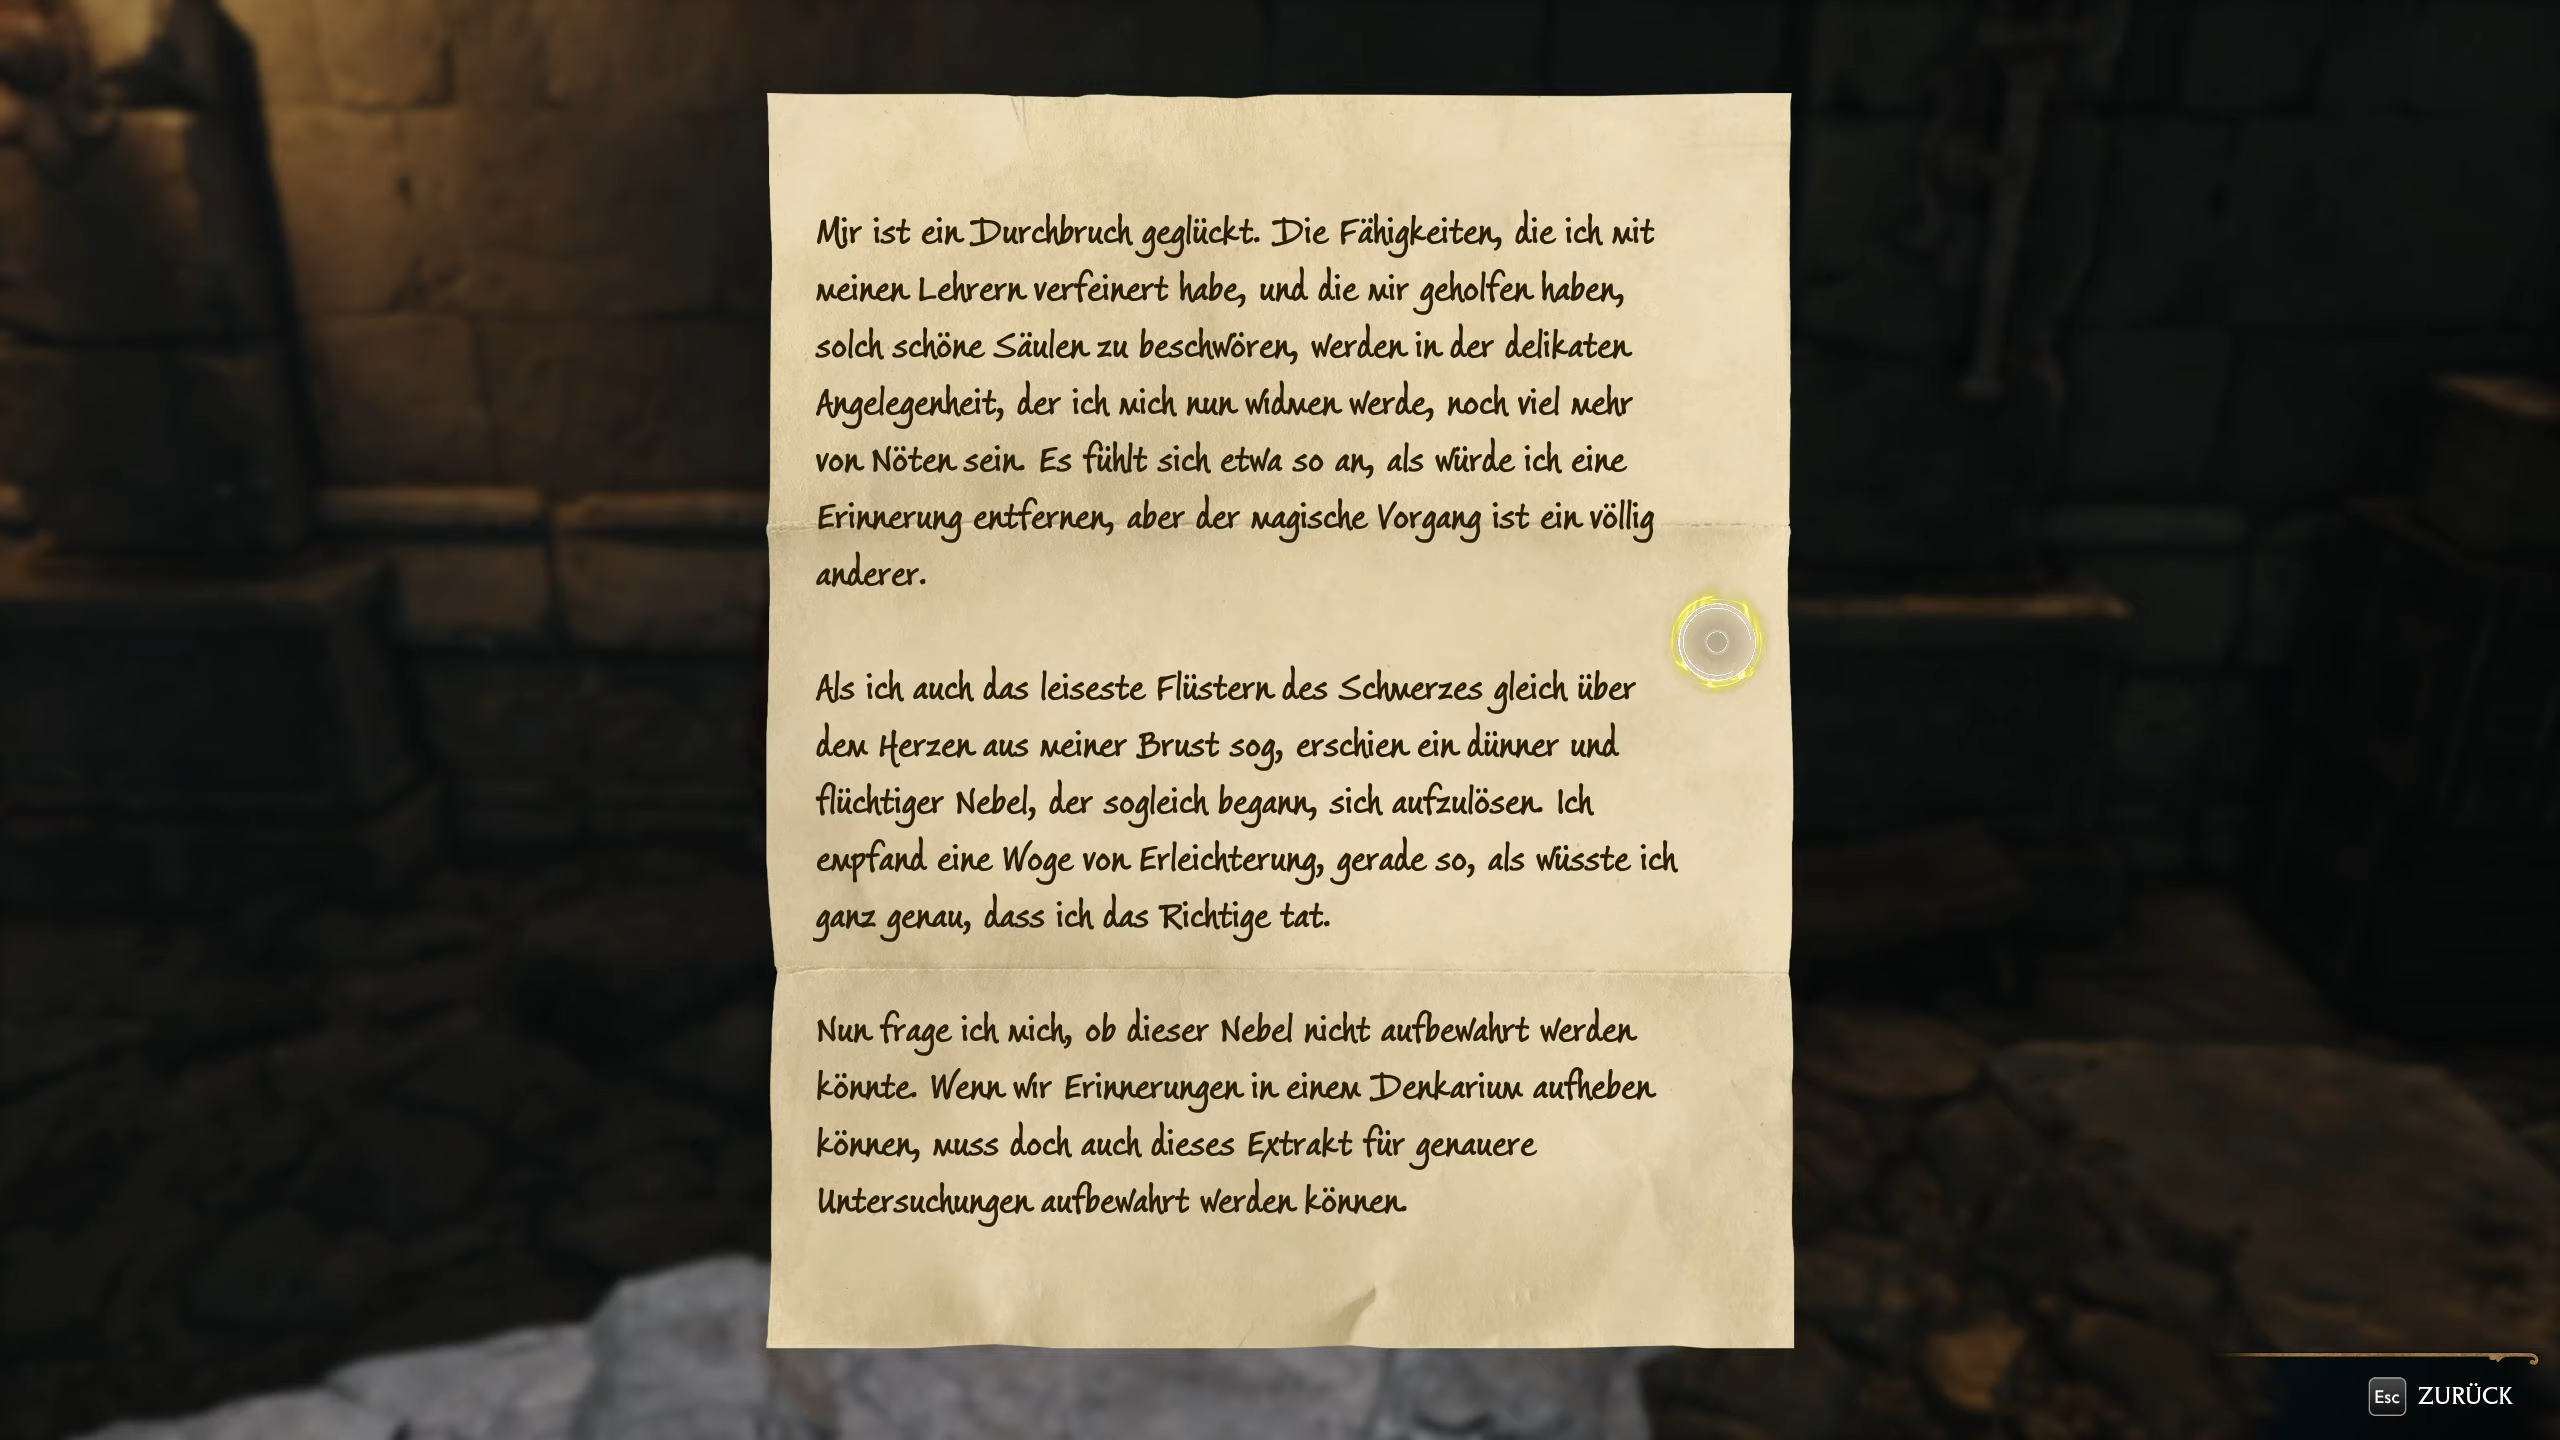 Mir ist ein Durchbruch geglückt. Die Fähigkeiten, die ich mit
meinen Lehrern verfeinert habe, und die mir geholfen haben,
solch schöne Säulen zu beschwören, werden in der delikaten
Angelegenheit, der ich mich nun widmen werde, noch viel mehr
von Nöten sein. Es fühlt sich etwa so an, als würde ich eine
Erinnerung entfernen, aber der magische Vorgang ist ein völlig
anderer.
Als ich auch das leiseste Flüstern des Schmerzes gleich über
dem Herzen aus meiner Brust sog, erschien ein dünner und
flüchtiger Nebel, der sogleich begann, sich aufzulösen. Ich
empfand eine Woge von Erleichterung, gerade so, als wüsste ich
ganz genau, dass ich das Richtige tat.
Nun frage ich mich, ob dieser Nebel nicht aufbewahrt werden
könnte. Wenn wir Erinnerungen in einem Denkarium aufheben
können, muss doch auch dieses Extrakt für genauere
Untersuchungen aufbewahrt werden können.
Esc ZURÜCK